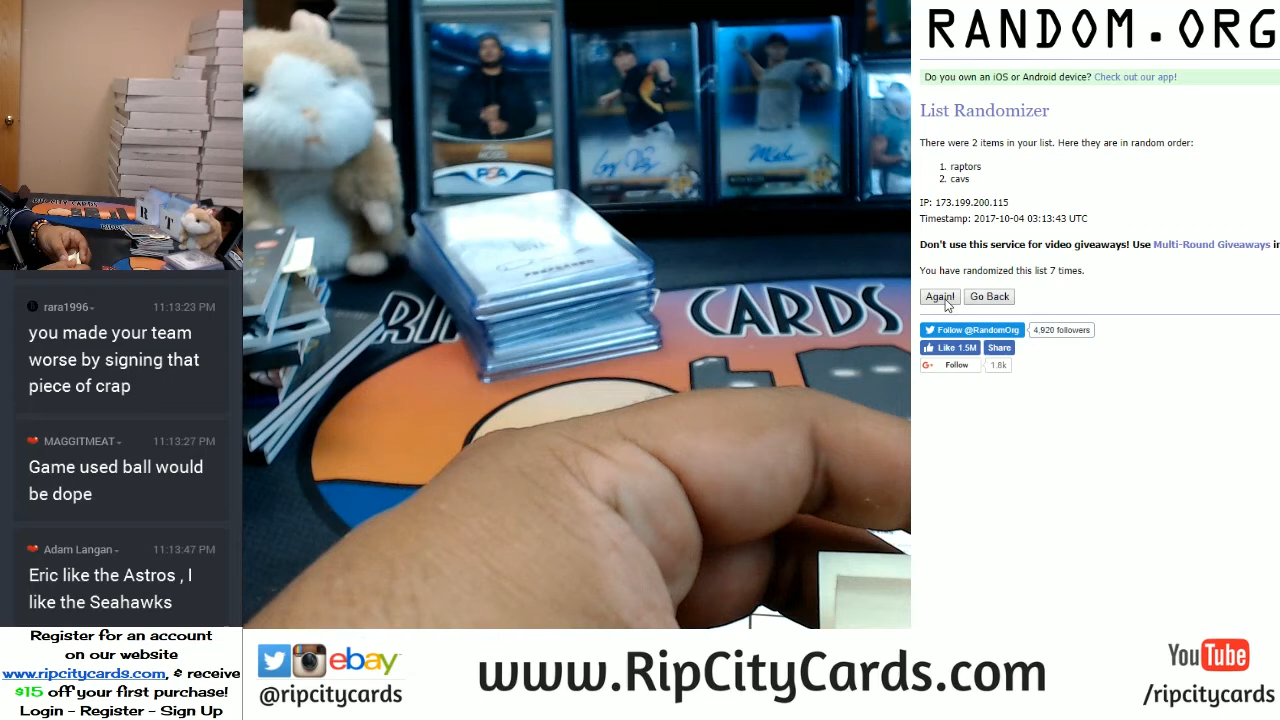 R T
rara1996 11:13:23 PM
you made your team
worse by signing that
piece of crap
MAGGITMEAT 11:13:27 PM
Game used ball would
be dope
Adam Langan 11:13:47 PM
Eric like the Astros , I
like the Seahawks
Register for an account
on our website
www.ripcitycards.com, & receive
$15 off your first purchase!
Login - Register - Sign Up
PSA
CARDS
@ripcitycards
ebay
www.RipCityCards.com
YouTube
/ripcitycards
RANDOM.ORG
Do you own an iOS or Android device? Check out our app!
List Randomizer
There were 2 items in your list. Here they are in random order:
1. raptors
2. cavs
IP: 173.199.200.115
Timestamp: 2017-10-04 03:13:43 UTC
Don't use this service for video giveaways! Use Multi-Round Giveaways in
You have randomized this list 7 times.
Again! Go Back
Follow @RandomOrg 4,920 followers
Like 1.5M Share
G+ Follow 1.8k